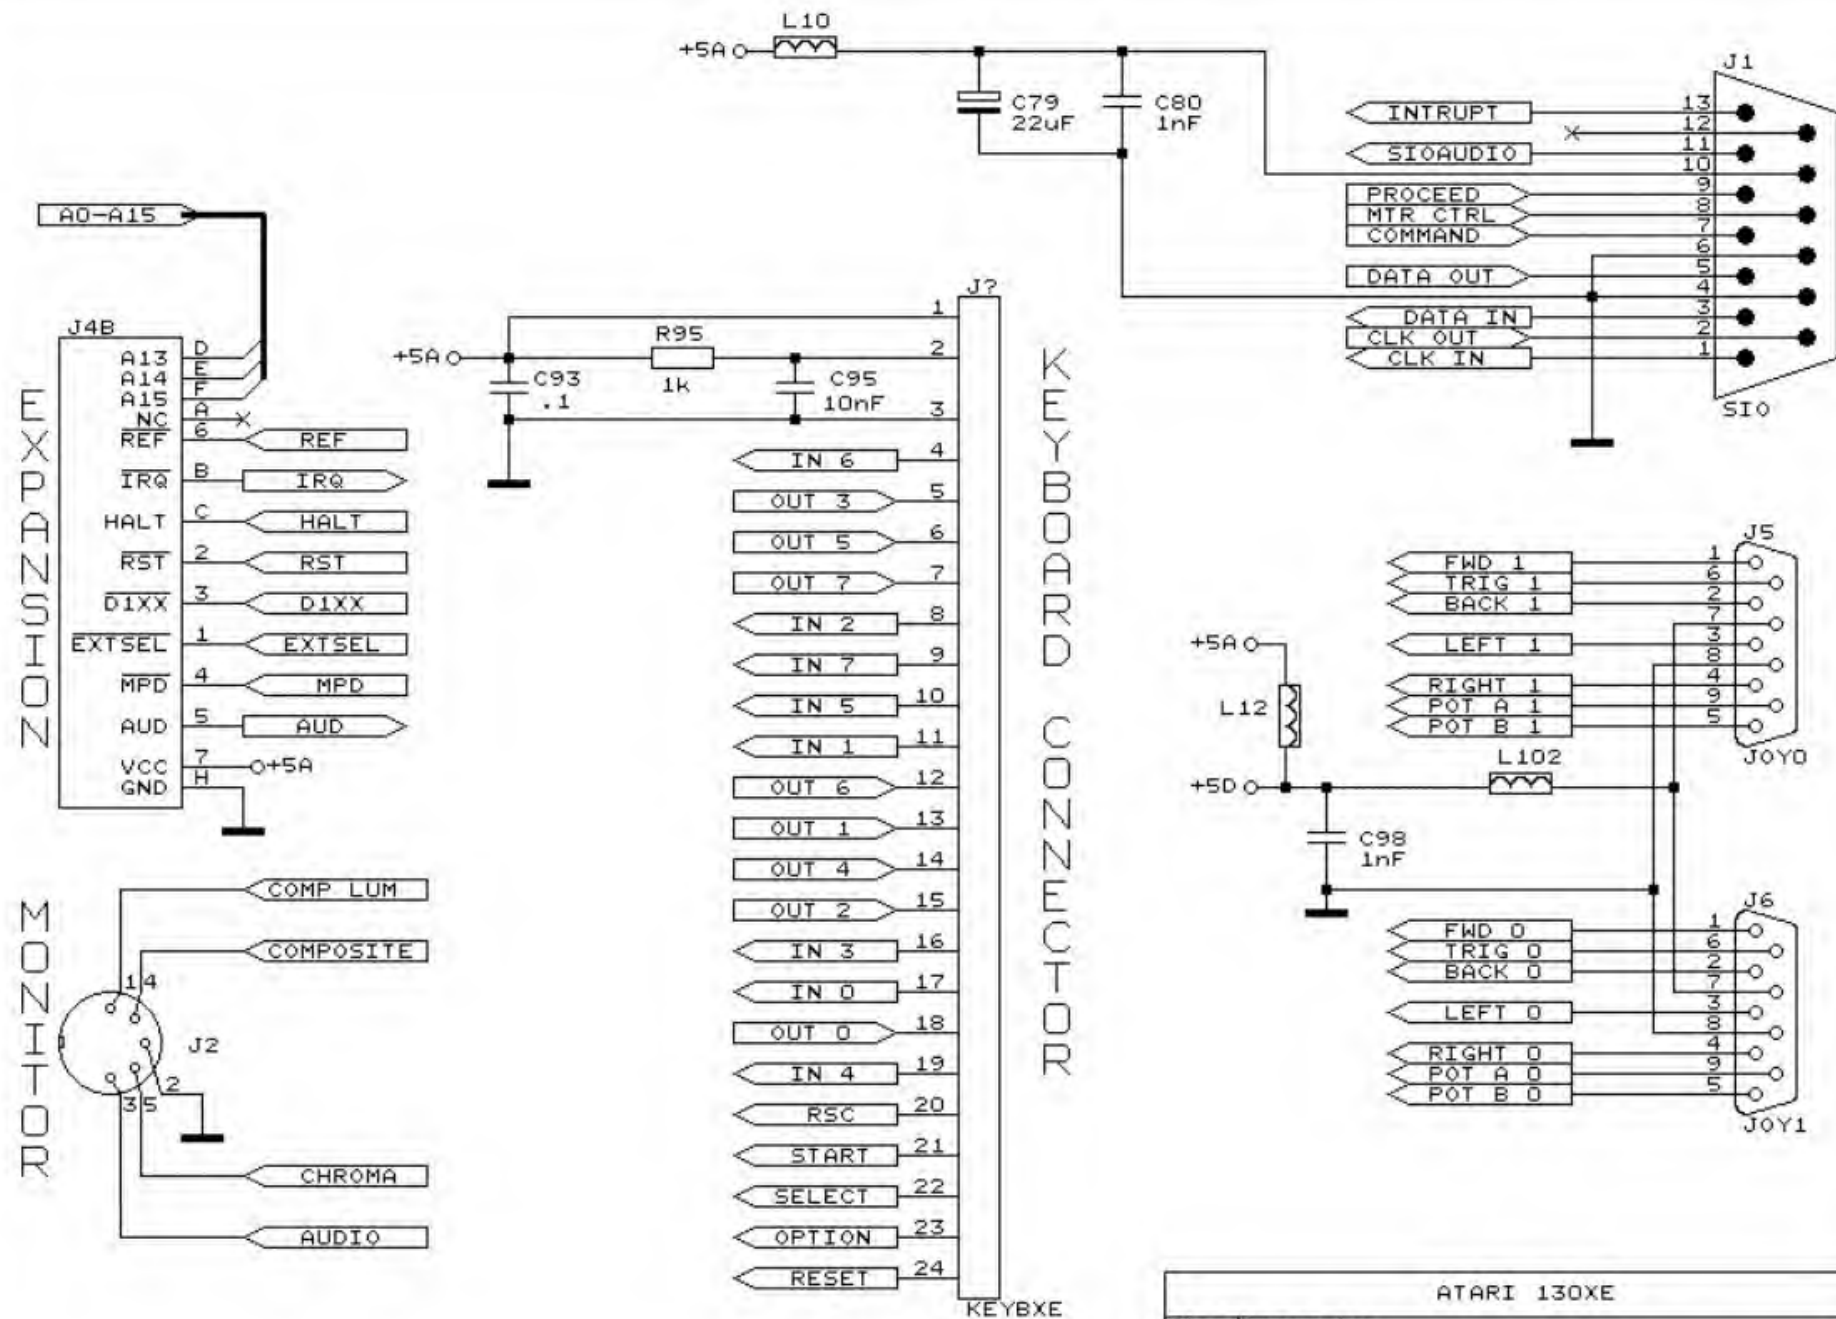 L10
+5A
C79
22uF
C80
1nF
J1
INTRUPT 13
12
SIOAUDIO 11
10
PROCEED 9
MTR CTRL 8
COMMAND 7
6
DATA OUT 5
4
DATA IN 3
CLK OUT 2
CLK IN 1
SIO
A0-A15
J4B
EXPANSION
A13 D
A14 E
A15 F
NC A
REF 6 REF
IRQ B IRQ
HALT C HALT
RST 2 RST
D1XX 3 D1XX
EXTSEL 1 EXTSEL
MPD 4 MPD
AUD 5 AUD
VCC 7 +5A
GND H
MONITOR
COMP LUM
COMPOSITE
14
J2
2
35
CHROMA
AUDIO
J?
KEYBOARD CONNECTOR
+5A
R95
1k
C93
.1
C95
10nF
1
2
3
IN 6 4
OUT 3 5
OUT 5 6
OUT 7 7
IN 2 8
IN 7 9
IN 5 10
IN 1 11
OUT 6 12
OUT 1 13
OUT 4 14
OUT 2 15
IN 3 16
IN 0 17
OUT 0 18
IN 4 19
RSC 20
START 21
SELECT 22
OPTION 23
RESET 24
KEYBXE
J5
FWD 1 1
TRIG 1 6
BACK 1 2
7
LEFT 1 3
8
RIGHT 1 4
POT A 1 9
POT B 1 5
JOY0
+5A
L12
+5D
L102
C98
1nF
J6
FWD 0 1
TRIG 0 6
BACK 0 2
7
LEFT 0 3
8
RIGHT 0 4
POT A 0 9
POT B 0 5
JOY1
ATARI 130XE